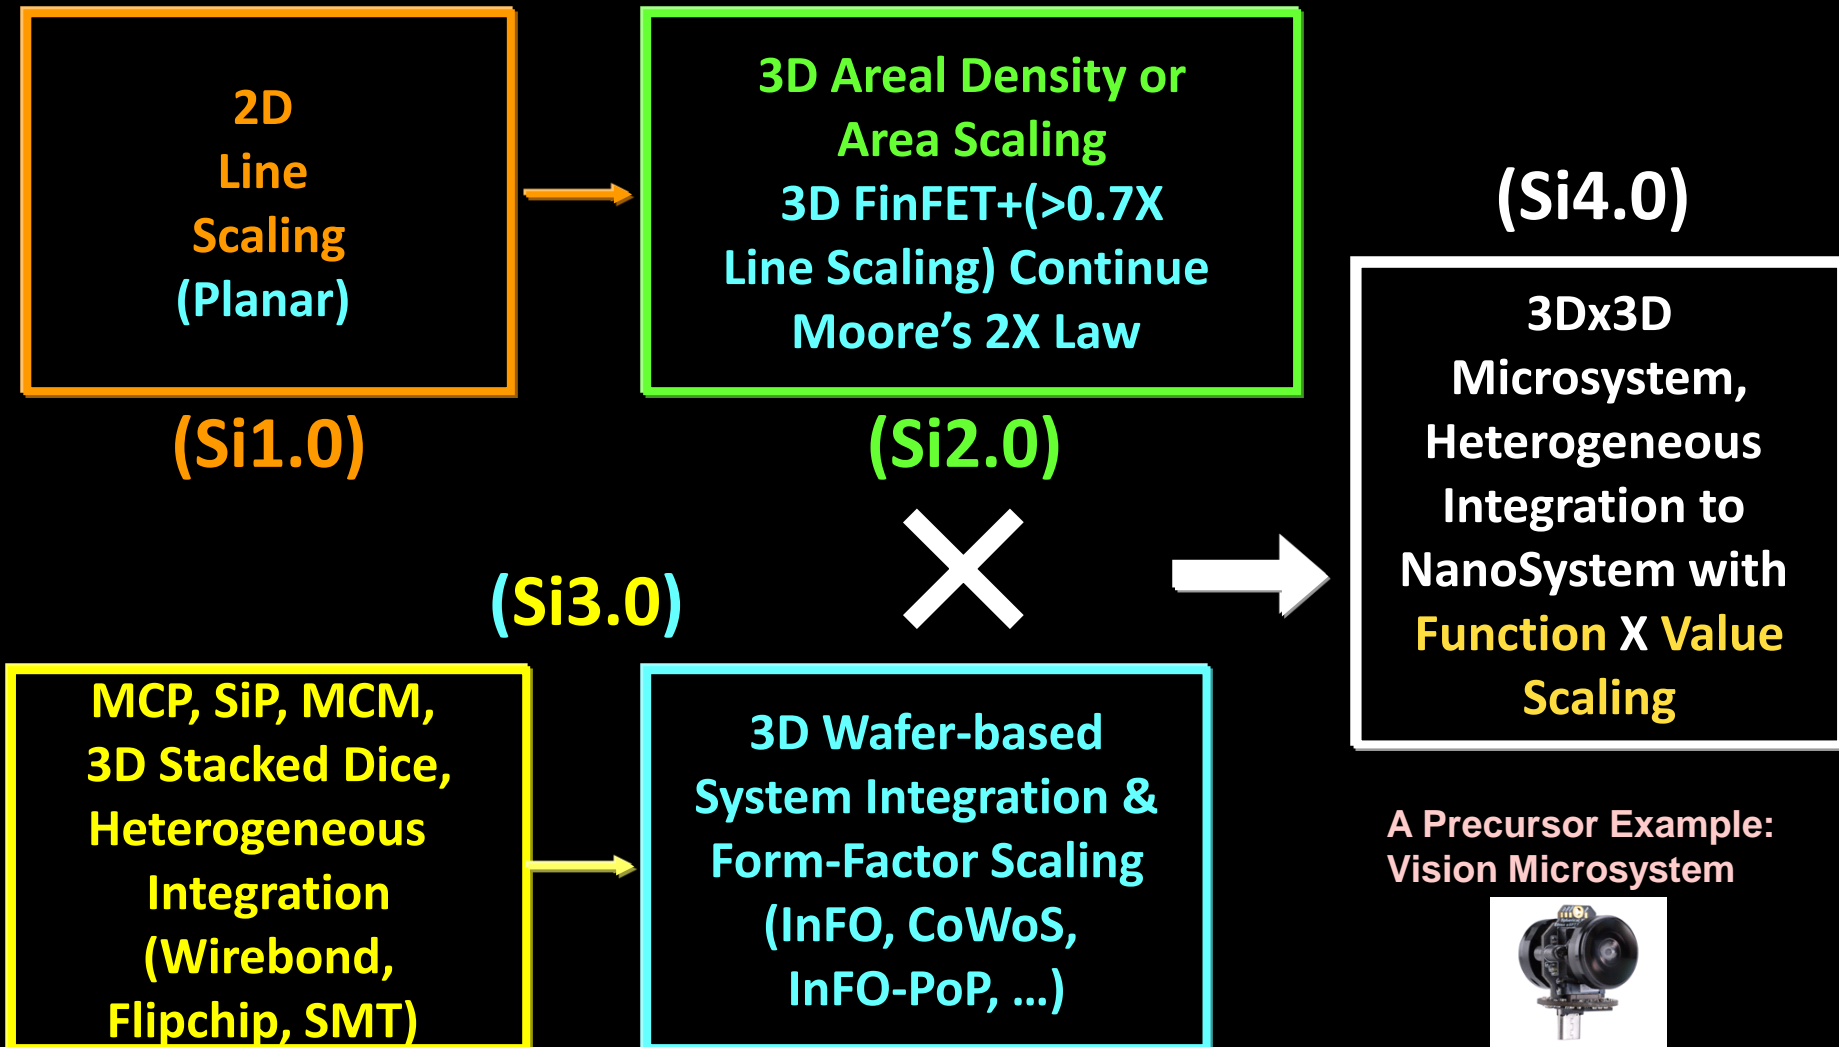 2D
Line
Scaling
(Planar)
(Si1.0)
3D Areal Density or
Area Scaling
3D FinFET+(>0.7X
Line Scaling) Continue
Moore’s 2X Law
(Si2.0)
(Si3.0)
MCP, SiP, MCM,
3D Stacked Dice,
Heterogeneous
Integration
(Wirebond,
Flipchip, SMT)
3D Wafer-based
System Integration &
Form-Factor Scaling
(InFO, CoWoS,
InFO-PoP, ...)
(Si4.0)
3Dx3D
Microsystem,
Heterogeneous
Integration to
NanoSystem with
Function X Value
Scaling
A Precursor Example:
Vision Microsystem